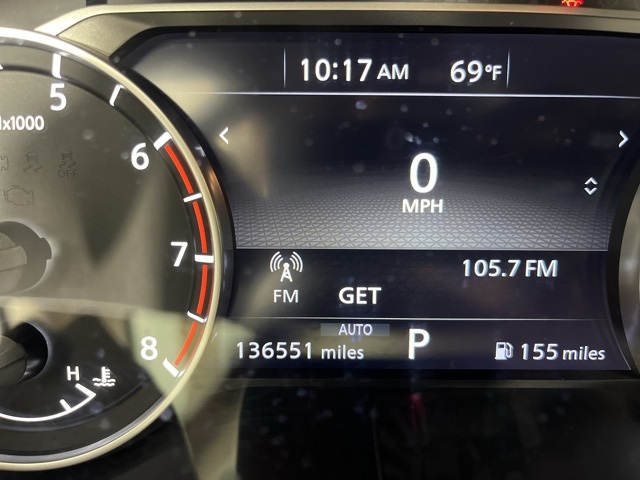 10:17 AM 69°F
5
x1000
6
OFF
0
MPH
7
105.7 FM
FM GET
AUTO
8
136551 miles P 155 miles
H